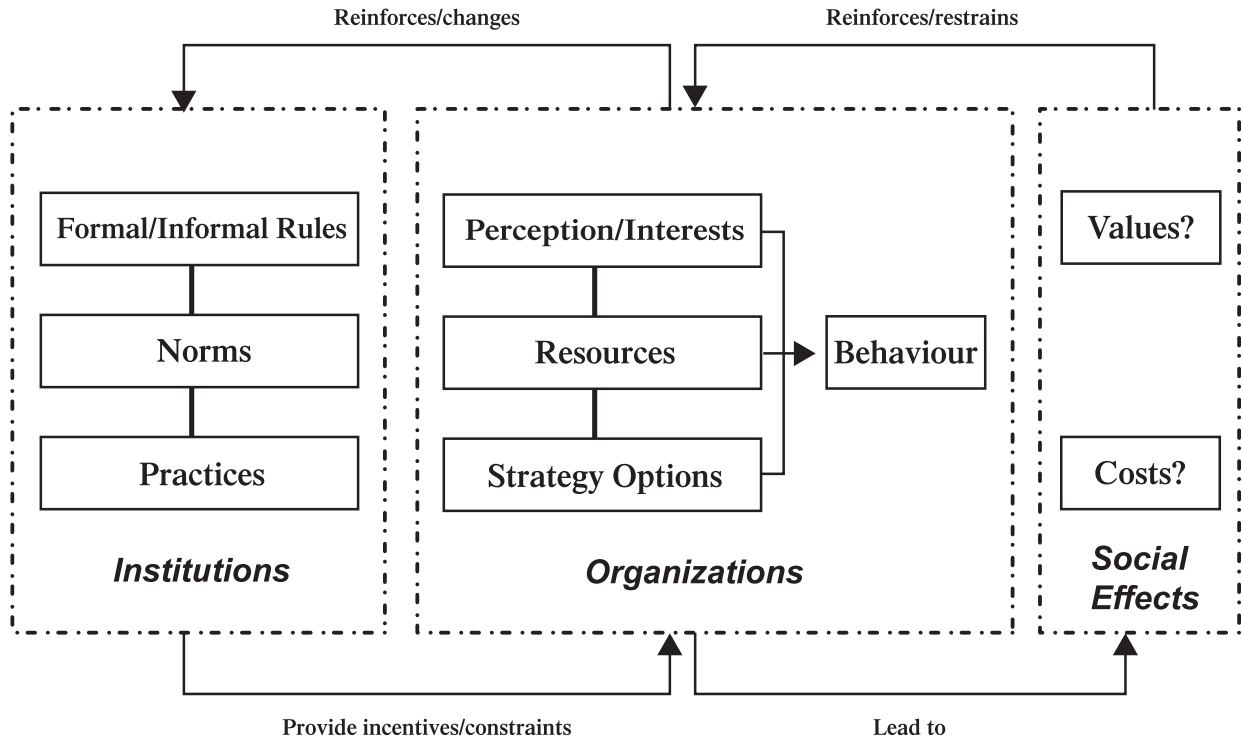 Reinforces/changes
Reinforces/restrains
Formal/Informal Rules
Norms
Practices
Institutions
Perception/Interests
Resources
Strategy Options
Behaviour
Organizations
Values?
Costs?
Social
Effects
Provide incentives/constraints
Lead to